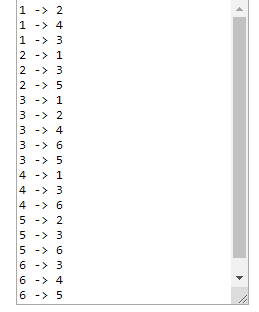 1 -> 2
1 -> 4
1 -> 3
2 -> 1
2 -> 3
2 -> 5
3 -> 1
3 -> 2
3 -> 4
3 -> 6
3 -> 5
4 -> 1
4 -> 3
4 -> 6
5 -> 2
5 -> 3
5 -> 6
6 -> 3
6 -> 4
6 -> 5